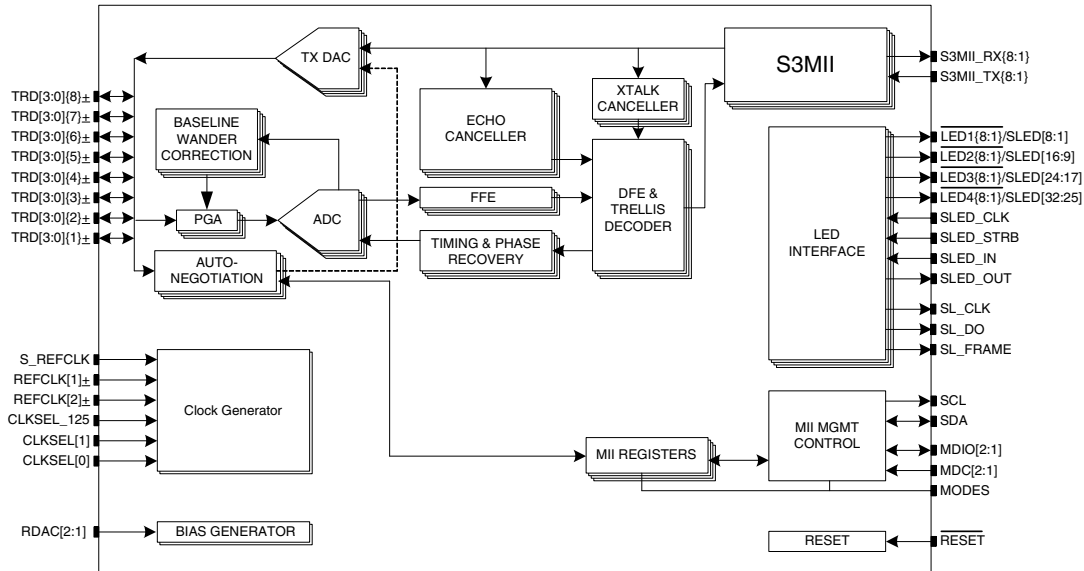 TX DAC
S3MII
S3MII_RX{8:1}
S3MII_TX{8:1}
TRD[3:0]{8}±
TRD[3:0]{7}±
TRD[3:0]{6}±
TRD[3:0]{5}±
TRD[3:0]{4}±
TRD[3:0]{3}±
TRD[3:0]{2}±
TRD[3:0]{1}±
BASELINE
WANDER
CORRECTION
ECHO
CANCELLER
XTALK
CANCELLER
PGA
ADC
FFE
DFE &
TRELLIS
DECODER
TIMING & PHASE
RECOVERY
AUTO-
NEGOTIATION
LED
INTERFACE
LED1{8:1}/SLED[8:1]
LED2{8:1}/SLED[16:9]
LED3{8:1}/SLED[24:17]
LED4{8:1}/SLED[32:25]
SLED_CLK
SLED_STRB
SLED_IN
SLED_OUT
SL_CLK
SL_DO
SL_FRAME
S_REFCLK
REFCLK[1]±
REFCLK[2]±
CLKSEL_125
CLKSEL[1]
CLKSEL[0]
Clock Generator
MII REGISTERS
MII MGMT
CONTROL
SCL
SDA
MDIO[2:1]
MDC[2:1]
MODES
RDAC[2:1]
BIAS GENERATOR
RESET
RESET